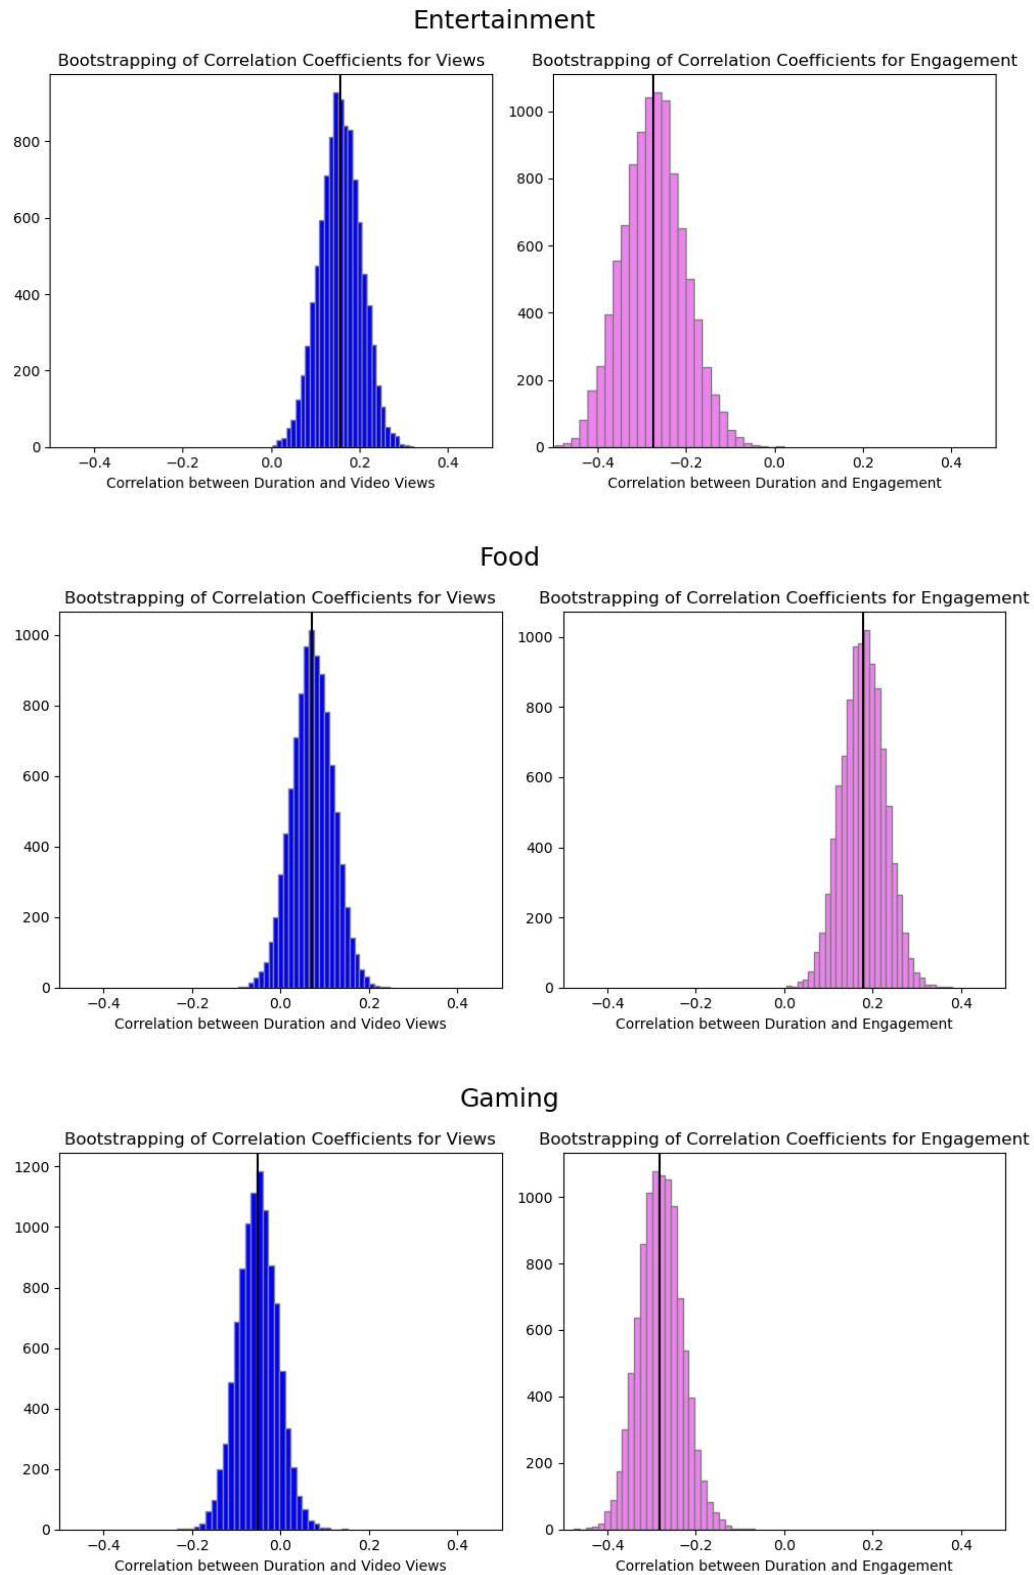 Entertainment
Bootstrapping of Correlation Coefficients for Views
Bootstrapping of Correlation Coefficients for Engagement
800
600
400
200
0
−0.4 −0.2 0.0 0.2 0.4
Correlation between Duration and Video Views
1000
800
600
400
200
0
−0.4 −0.2 0.0 0.2 0.4
Correlation between Duration and Engagement
Food
Bootstrapping of Correlation Coefficients for Views
Bootstrapping of Correlation Coefficients for Engagement
1000
800
600
400
200
0
−0.4 −0.2 0.0 0.2 0.4
Correlation between Duration and Video Views
1000
800
600
400
200
0
−0.4 −0.2 0.0 0.2 0.4
Correlation between Duration and Engagement
Gaming
Bootstrapping of Correlation Coefficients for Views
Bootstrapping of Correlation Coefficients for Engagement
1200
1000
800
600
400
200
0
−0.4 −0.2 0.0 0.2 0.4
Correlation between Duration and Video Views
1000
800
600
400
200
0
−0.4 −0.2 0.0 0.2 0.4
Correlation between Duration and Engagement